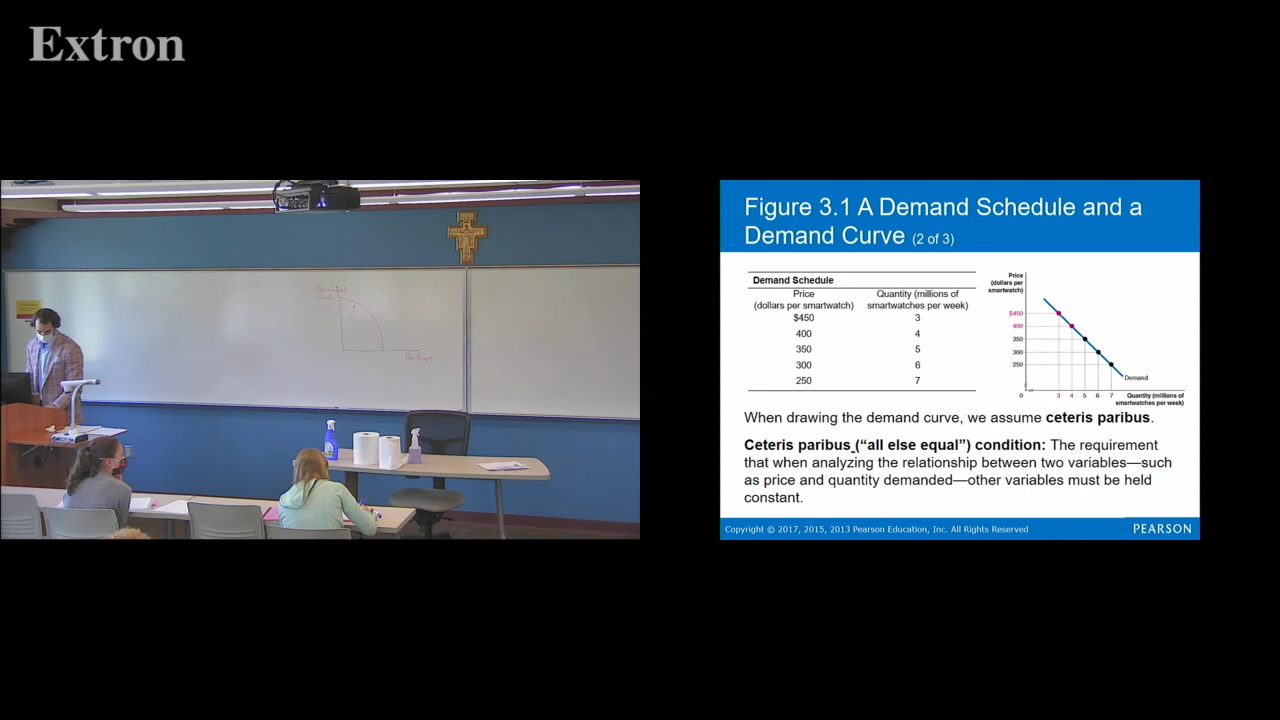 Extron
Figure 3.1 A Demand Schedule and a
Demand Curve (2 of 3)
Demand Schedule
Price Quantity (millions of
(dollars per smartwatch) smartwatches per week)
$450 3
400 4
350 5
300 6
250 7
Price
(dollars per
smartwatch)
$450
400
350
300
250
Demand
0 3 4 5 6 7 Quantity (millions of
smartwatches per week)
When drawing the demand curve, we assume ceteris paribus.
Ceteris paribus (“all else equal”) condition: The requirement
that when analyzing the relationship between two variables—such
as price and quantity demanded—other variables must be held
constant.
Copyright © 2017, 2015, 2013 Pearson Education, Inc. All Rights Reserved
PEARSON